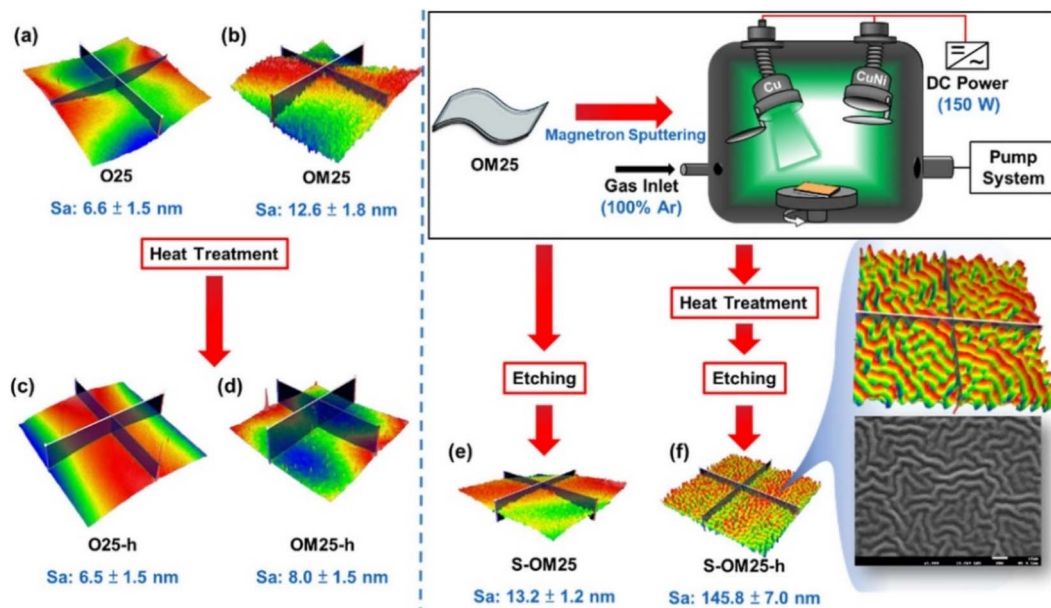 (a)
(b)
O25
OM25
Sa: 6.6 ± 1.5 nm
Sa: 12.6 ± 1.8 nm
Heat Treatment
(c)
(d)
O25-h
OM25-h
Sa: 6.5 ± 1.5 nm
Sa: 8.0 ± 1.5 nm
OM25
Magnetron Sputtering
Gas Inlet
(100% Ar)
Cu
CuNi
DC Power
(150 W)
Pump
System
Heat Treatment
Etching
Etching
(e)
(f)
S-OM25
S-OM25-h
Sa: 13.2 ± 1.2 nm
Sa: 145.8 ± 7.0 nm